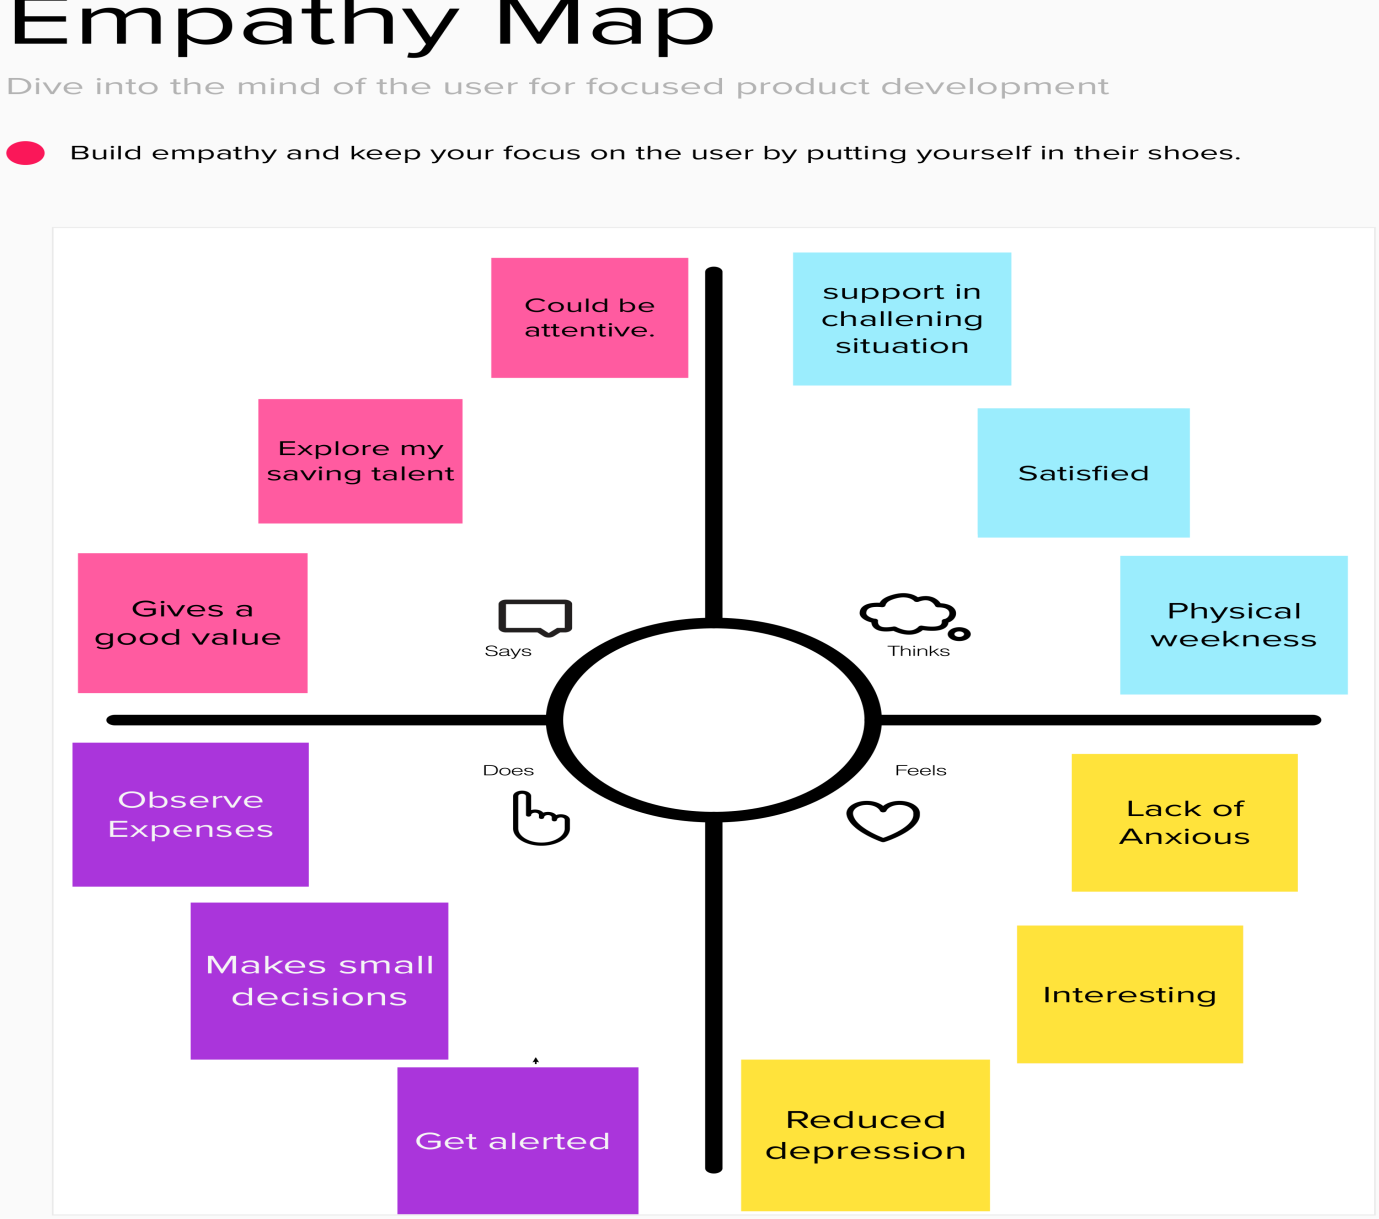 Empathy Map
Dive into the mind of the user for focused product development
Build empathy and keep your focus on the user by putting yourself in their shoes.
Could be
attentive.
Explore my
saving talent
Gives a
good value
Says
support in
challening
situation
Satisfied
Physical
weekness
Thinks
Does
Observe
Expenses
Makes small
decisions
Get alerted
Feels
Lack of
Anxious
Interesting
Reduced
depression